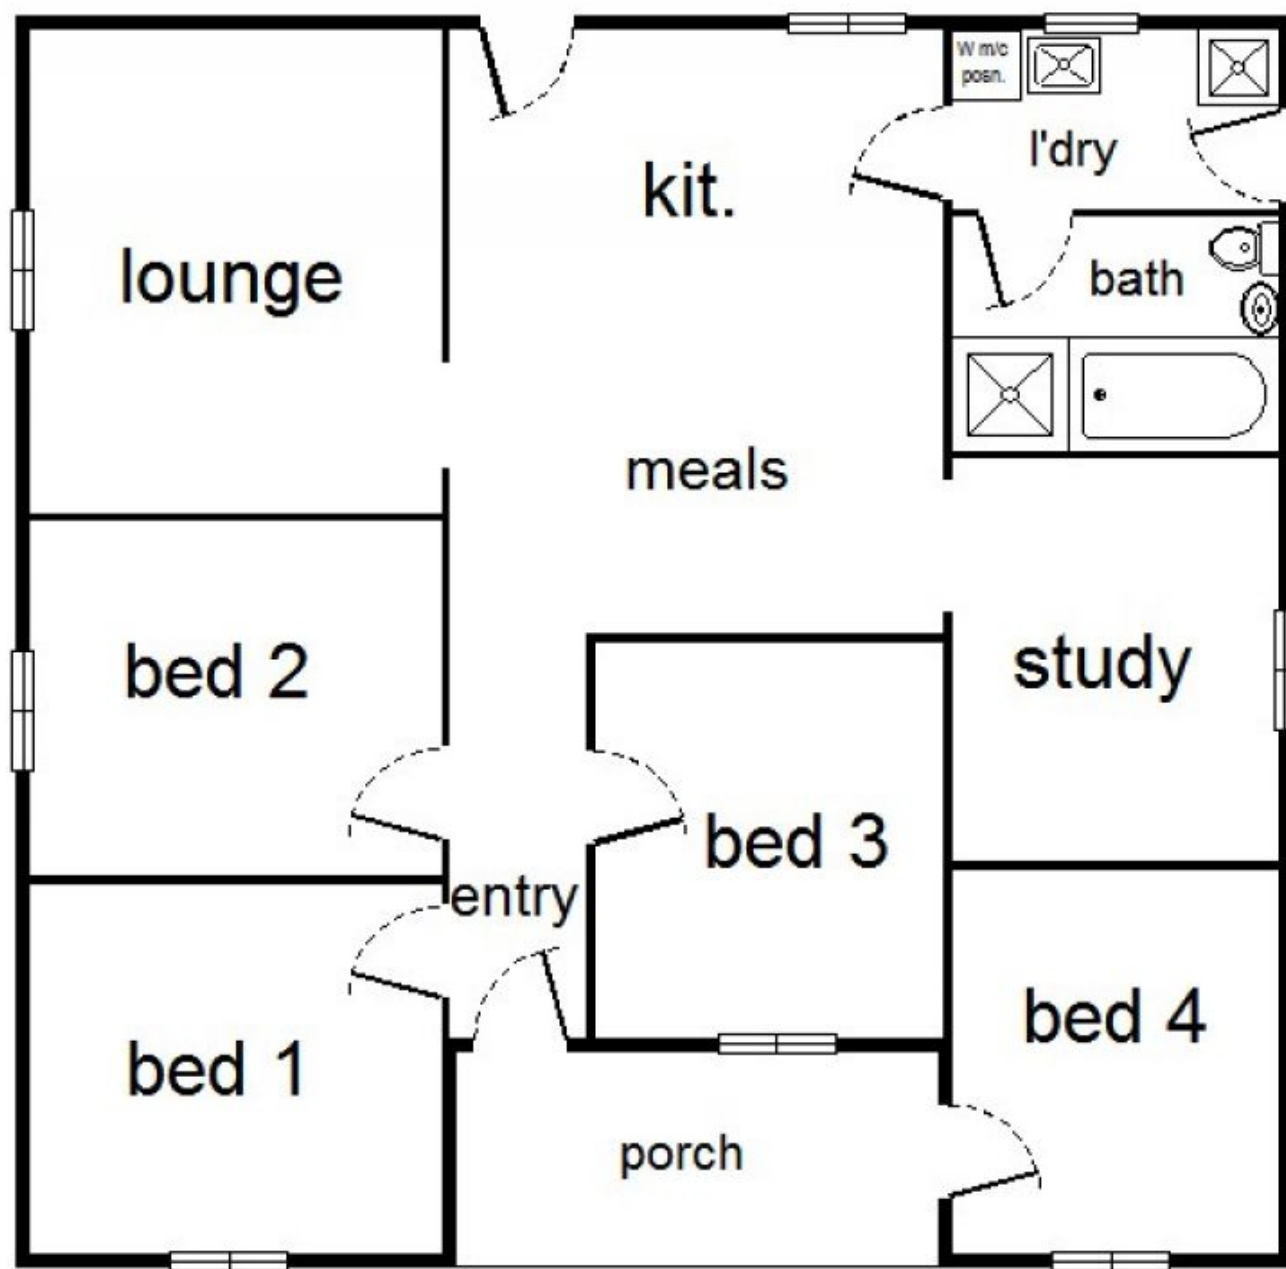 W m/c
posn.
l'dry
kit.
lounge
bath
meals
bed 2
study
bed 3
entry
bed 1
bed 4
porch